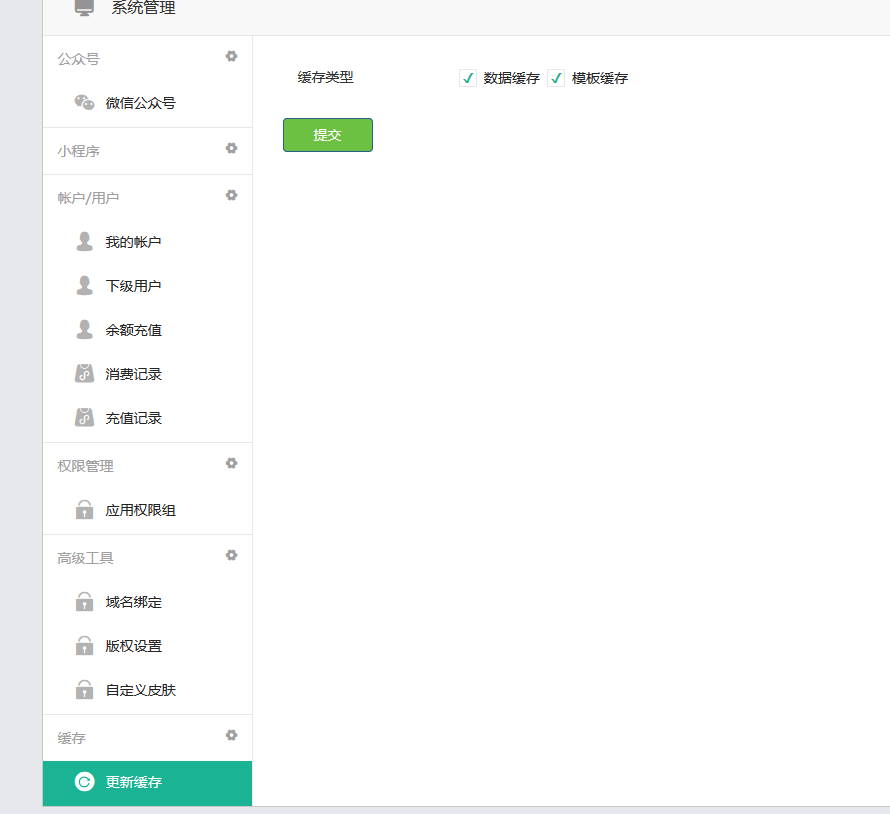 系统管理
公众号
微信公众号
小程序
帐户/用户
我的帐户
下级用户
余额充值
消费记录
充值记录
权限管理
应用权限组
高级工具
域名绑定
版权设置
自定义皮肤
缓存
更新缓存
缓存类型
数据缓存 模板缓存
提交